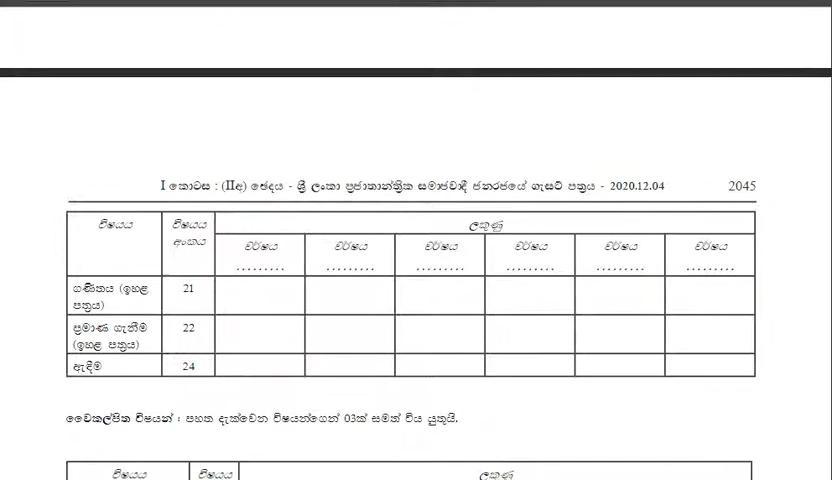 I කොටස : (IIඅ) ඡෙදය - ශ්‍රී ලංකා ප්‍රජාතාන්ත්‍රික සමාජවාදී ජනරජයේ ගැසට් පත්‍රය - 2020.12.04 2045
විෂයය විෂයය අංකය ලකුණු
වර්ෂය වර්ෂය වර්ෂය වර්ෂය වර්ෂය වර්ෂය
......... ......... ......... ......... ......... .........
ගණිතය (ඉහළ පත්‍රය) 21
ප්‍රමාණ ගැනීම (ඉහළ පත්‍රය) 22
ඇඳීම 24
වෛකල්පිත විෂයන් : පහත දැක්වෙන විෂයන්ගෙන් 03ක් සමත් විය යුතුයි.
විෂයය විෂයය ලකුණු